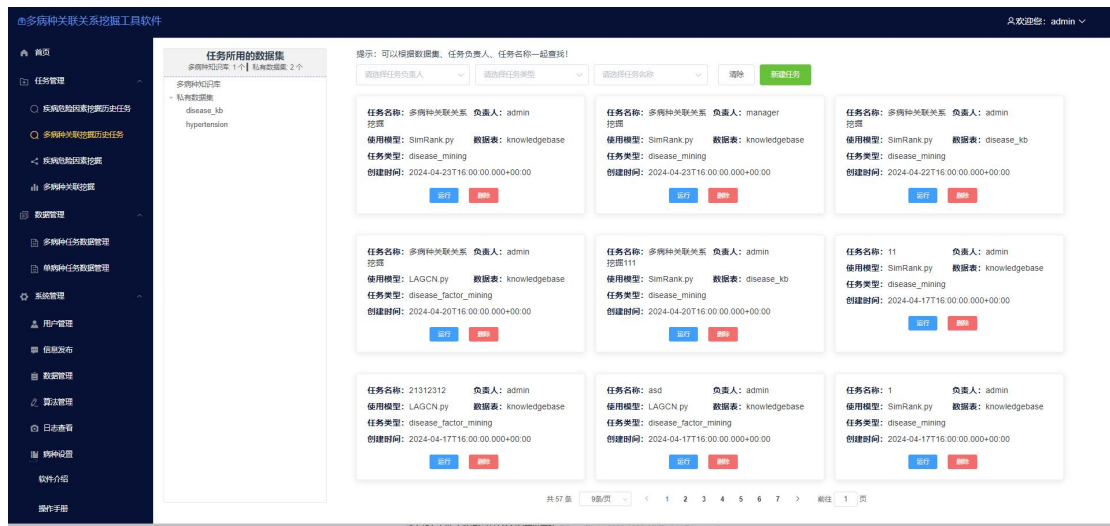 多病种关联关系挖掘工具软件
欢迎您：admin
首页
任务管理
疾病危险因素挖掘历史任务
多病种关联挖掘历史任务
疾病危险因素挖掘
多病种关联挖掘
数据管理
多病种任务数据管理
单病种任务数据管理
系统管理
用户管理
信息发布
数据管理
算法管理
日志查看
病种设置
软件介绍
操作手册
任务所用的数据集
多病种知识库: 1 个 私有数据集: 2 个
多病种知识库
私有数据集
disease_kb
hypertension
提示：可以根据数据集、任务负责人、任务名称一起查找！
请选择任务负责人 请选择任务类型 请选择任务名称 清除 新建任务
任务名称：多病种关联关系挖掘 负责人：admin
使用模型：SimRank.py 数据表：knowledgebase
任务类型：disease_mining
创建时间：2024-04-23T16:00:00.000+00:00
运行 删除
任务名称：多病种关联关系挖掘 负责人：manager
使用模型：SimRank.py 数据表：knowledgebase
任务类型：disease_mining
创建时间：2024-04-23T16:00:00.000+00:00
运行 删除
任务名称：多病种关联关系挖掘 负责人：admin
使用模型：SimRank.py 数据表：disease_kb
任务类型：disease_mining
创建时间：2024-04-22T16:00:00.000+00:00
运行 删除
任务名称：多病种关联关系挖掘 负责人：admin
使用模型：LAGCN.py 数据表：knowledgebase
任务类型：disease_factor_mining
创建时间：2024-04-20T16:00:00.000+00:00
运行 删除
任务名称：多病种关联关系挖掘111 负责人：admin
使用模型：SimRank.py 数据表：disease_kb
任务类型：disease_mining
创建时间：2024-04-20T16:00:00.000+00:00
运行 删除
任务名称：11 负责人：admin
使用模型：SimRank.py 数据表：knowledgebase
任务类型：disease_mining
创建时间：2024-04-17T16:00:00.000+00:00
运行 删除
任务名称：21312312 负责人：admin
使用模型：LAGCN.py 数据表：knowledgebase
任务类型：disease_factor_mining
创建时间：2024-04-17T16:00:00.000+00:00
运行 删除
任务名称：asd 负责人：admin
使用模型：LAGCN.py 数据表：knowledgebase
任务类型：disease_factor_mining
创建时间：2024-04-17T16:00:00.000+00:00
运行 删除
任务名称：1 负责人：admin
使用模型：SimRank.py 数据表：knowledgebase
任务类型：disease_mining
创建时间：2024-04-17T16:00:00.000+00:00
运行 删除
共 57 条 9条/页 1 2 3 4 5 6 7 前往 1 页